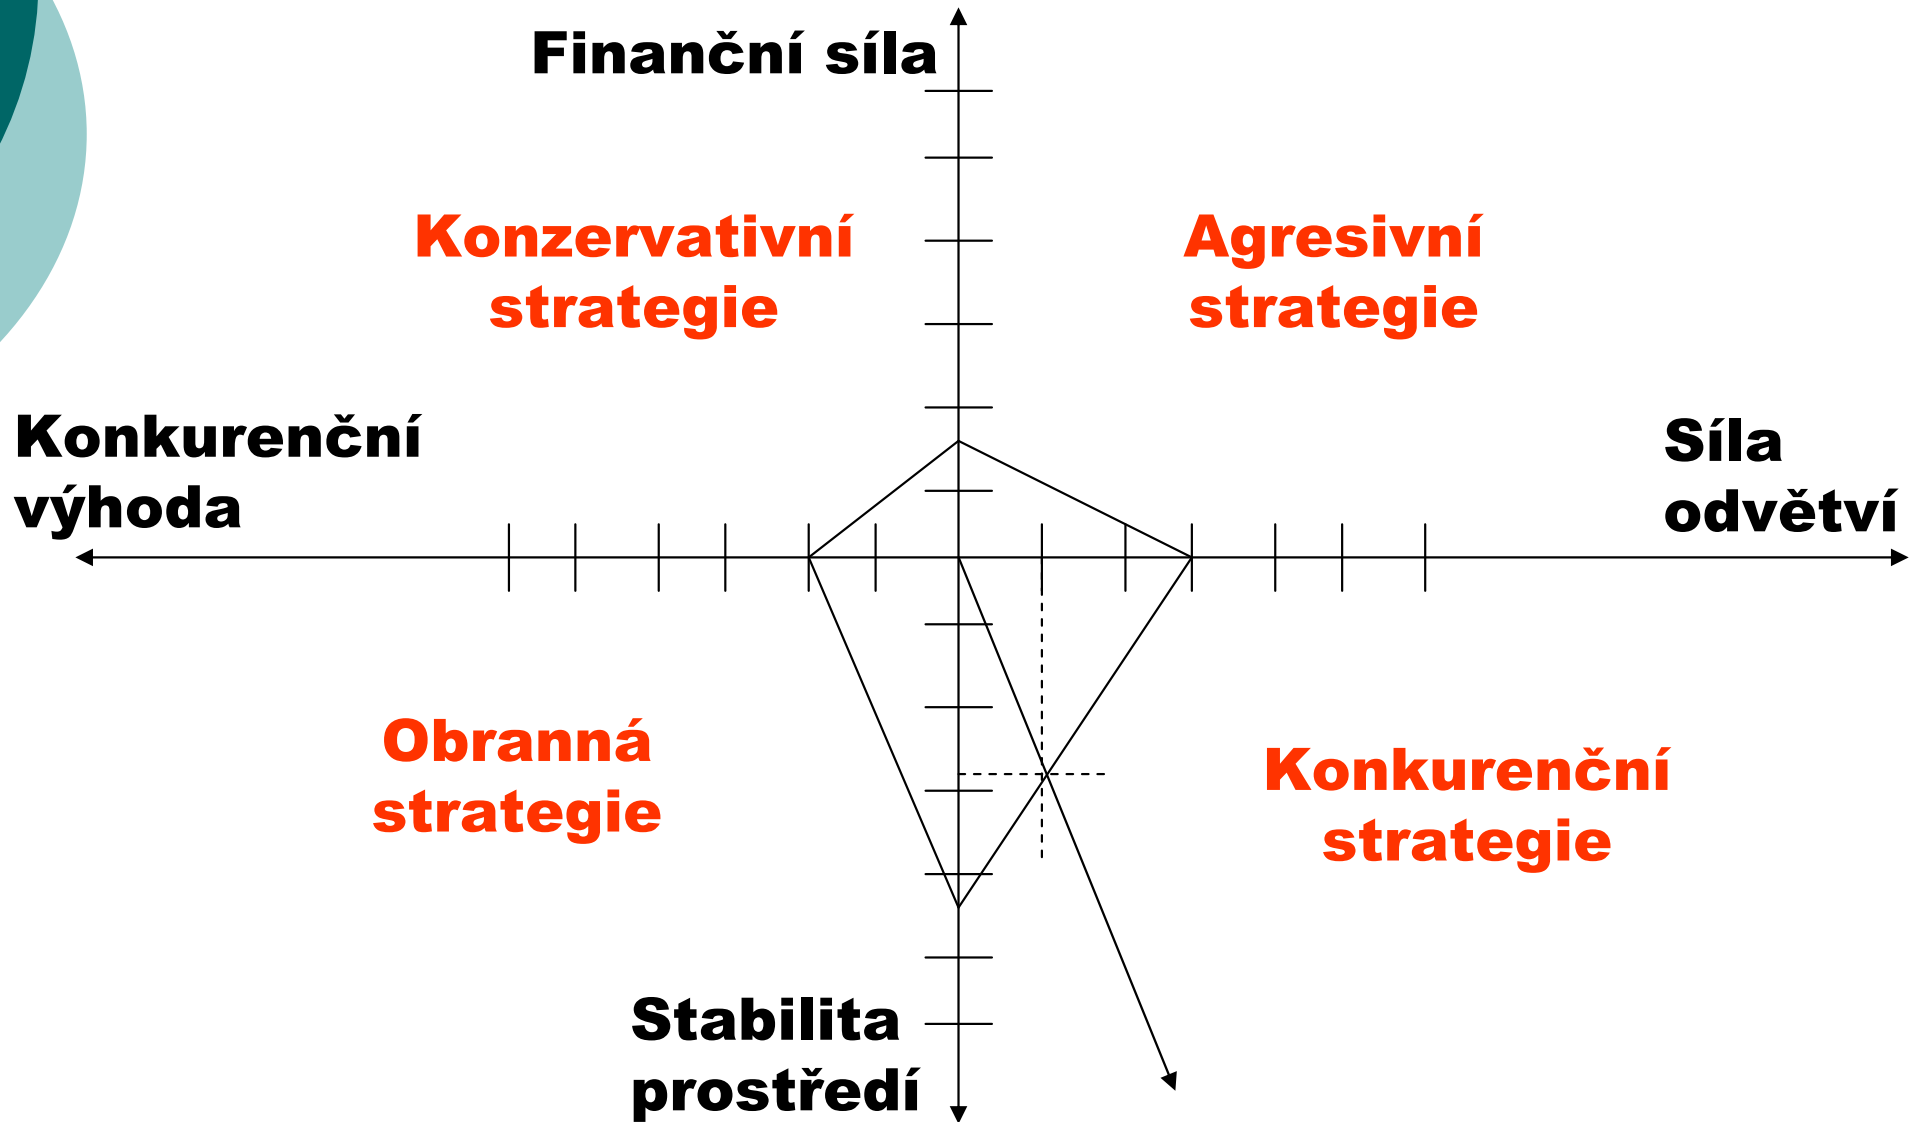 Finanční síla
Konzervativní
strategie
Agresivní
strategie
Konkurenční
výhoda
Síla
odvětví
Obranná
strategie
Konkurenční
strategie
Stabilita
prostředí